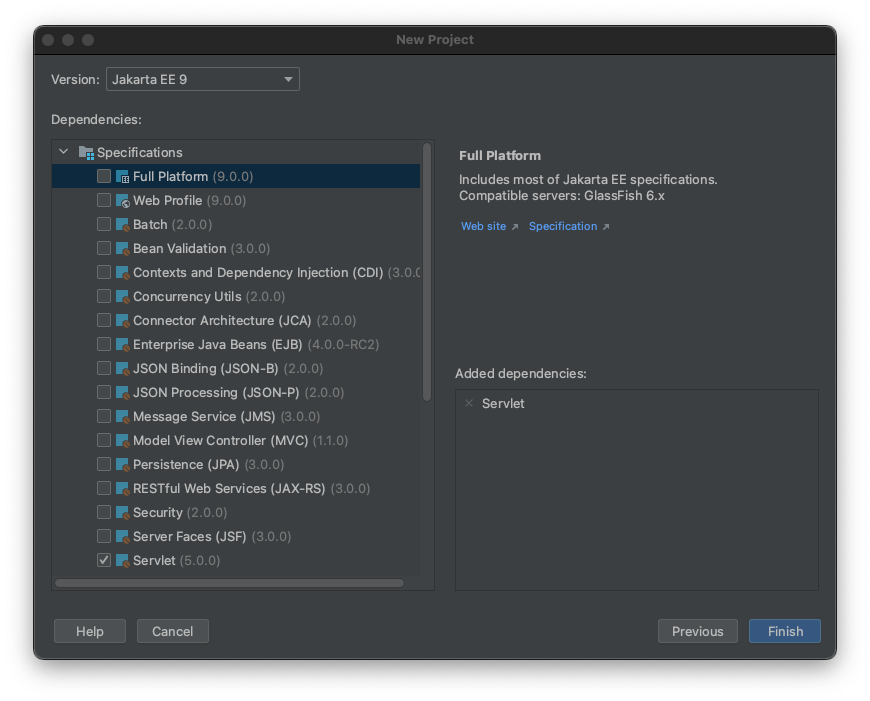 New Project
Version: Jakarta EE 9
Dependencies:
Specifications
Full Platform (9.0.0)
Web Profile (9.0.0)
Batch (2.0.0)
Bean Validation (3.0.0)
Contexts and Dependency Injection (CDI) (3.0.0
Concurrency Utils (2.0.0)
Connector Architecture (JCA) (2.0.0)
Enterprise Java Beans (EJB) (4.0.0-RC2)
JSON Binding (JSON-B) (2.0.0)
JSON Processing (JSON-P) (2.0.0)
Message Service (JMS) (3.0.0)
Model View Controller (MVC) (1.1.0)
Persistence (JPA) (3.0.0)
RESTful Web Services (JAX-RS) (3.0.0)
Security (2.0.0)
Server Faces (JSF) (3.0.0)
Servlet (5.0.0)
Full Platform
Includes most of Jakarta EE specifications.
Compatible servers: GlassFish 6.x
Web site ↗ Specification ↗
Added dependencies:
× Servlet
Help Cancel Previous Finish